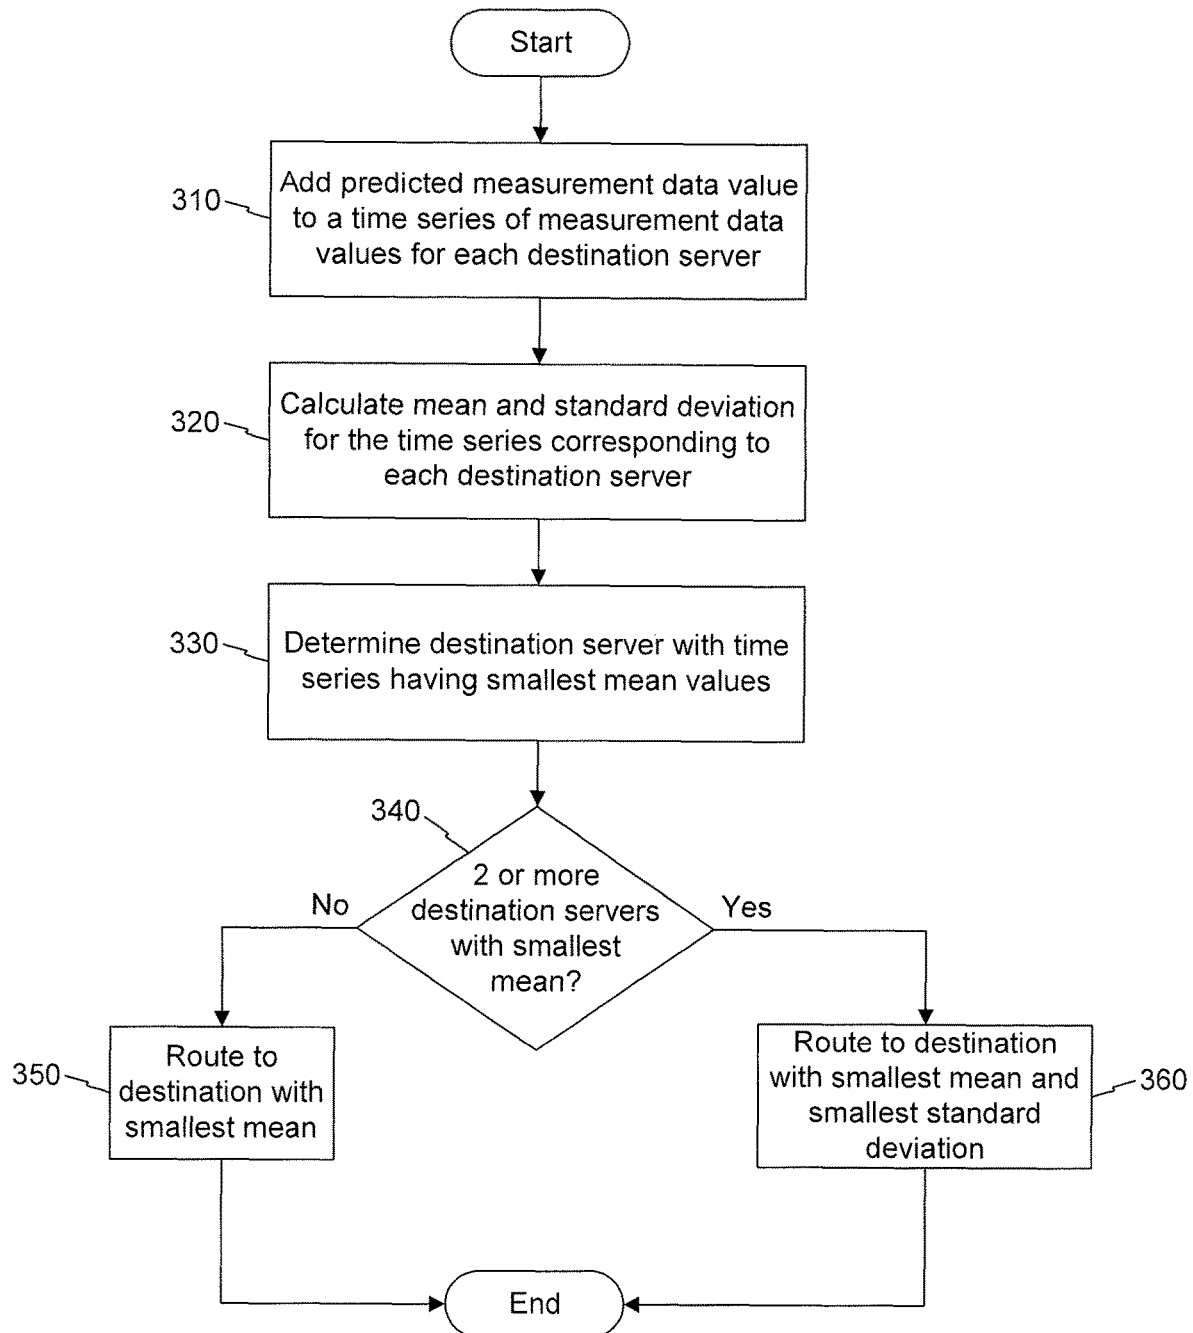 Start
310
Add predicted measurement data value
to a time series of measurement data
values for each destination server
320
Calculate mean and standard deviation
for the time series corresponding to
each destination server
330
Determine destination server with time
series having smallest mean values
340
2 or more
destination servers
with smallest
mean?
No
Yes
350
Route to
destination with
smallest mean
Route to destination
with smallest mean and
smallest standard
deviation
360
End